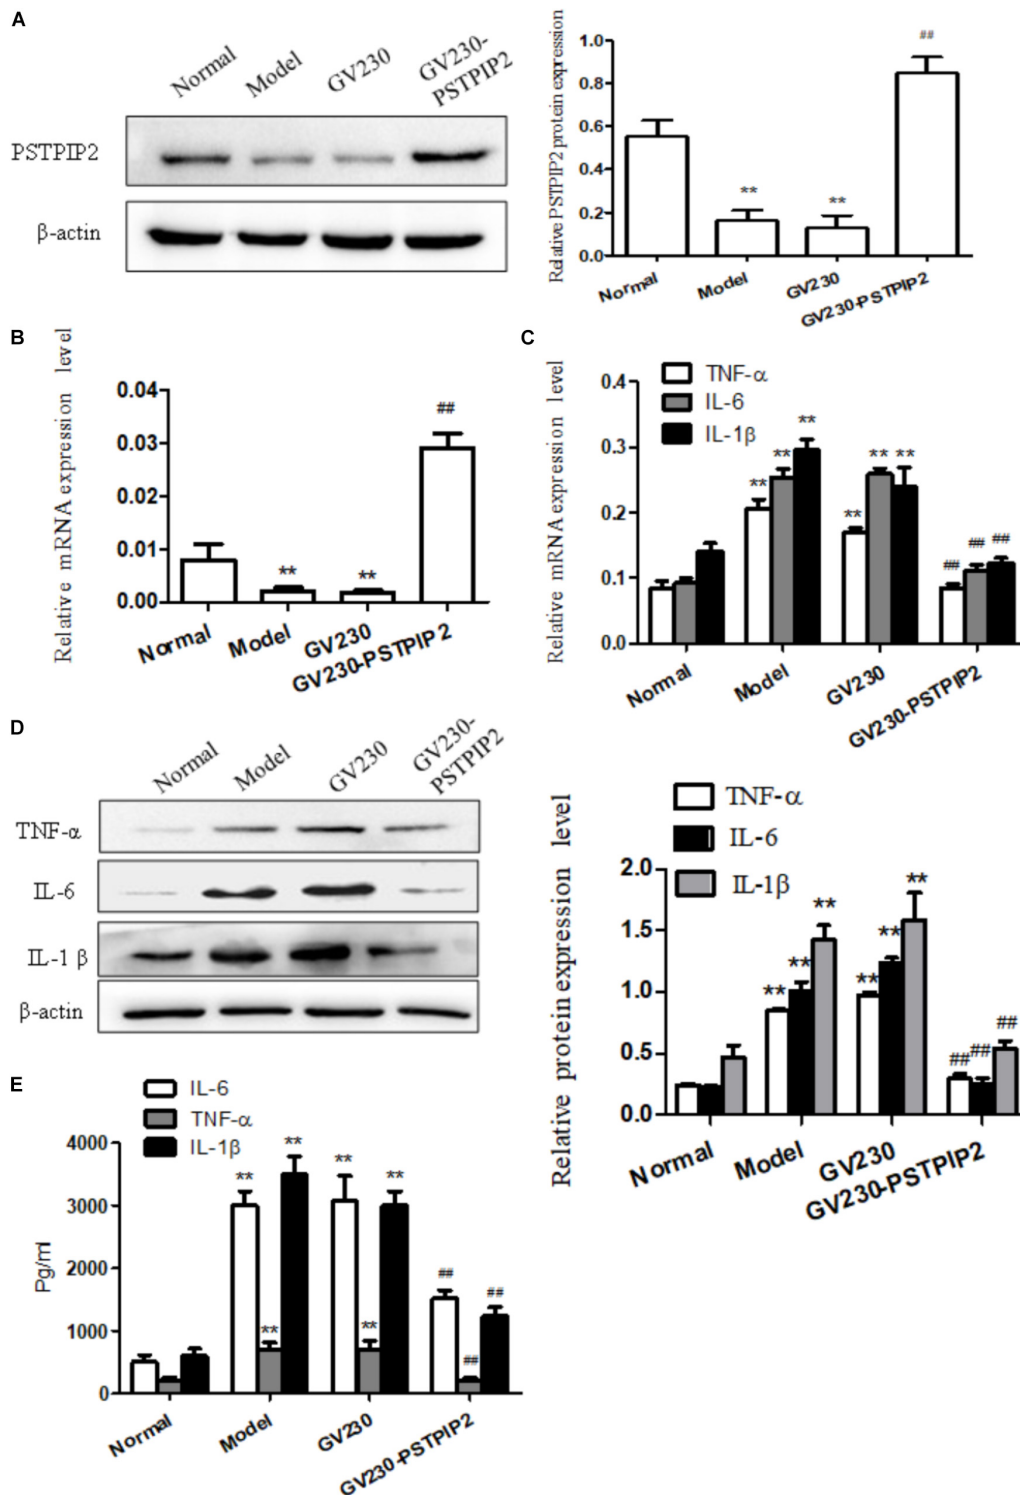 A
Normal
Model
GV230
GV230-
PSTPIP2
PSTPIP2
β-actin
Relative PSTPIP2 protein expression
1.0
0.8
0.6
0.4
0.2
0.0
**
**
##
Normal
Model
GV230
GV230-PSTPIP2
B
Relative mRNA expression level
0.04
0.03
0.02
0.01
0.00
**
**
##
Normal
Model
GV230
GV230-PSTPIP2
C
Relative mRNA expression level
TNF-α
IL-6
IL-1β
0.4
0.3
0.2
0.1
0.0
**
**
**
**
**
**
##
##
##
Normal
Model
GV230
GV230-PSTPIP2
D
Normal
Model
GV230
GV230-
PSTPIP2
TNF-α
IL-6
IL-1 β
β-actin
Relative protein expression level
TNF-α
IL-6
IL-1β
2.0
1.5
1.0
0.5
0.0
**
**
**
**
**
**
##
##
##
Normal
Model
GV230
GV230-PSTPIP2
E
IL-6
TNF-α
IL-1β
Pg/ml
4000
3000
2000
1000
0
**
**
**
**
**
**
##
##
##
Normal
Model
GV230
GV230-PSTPIP2